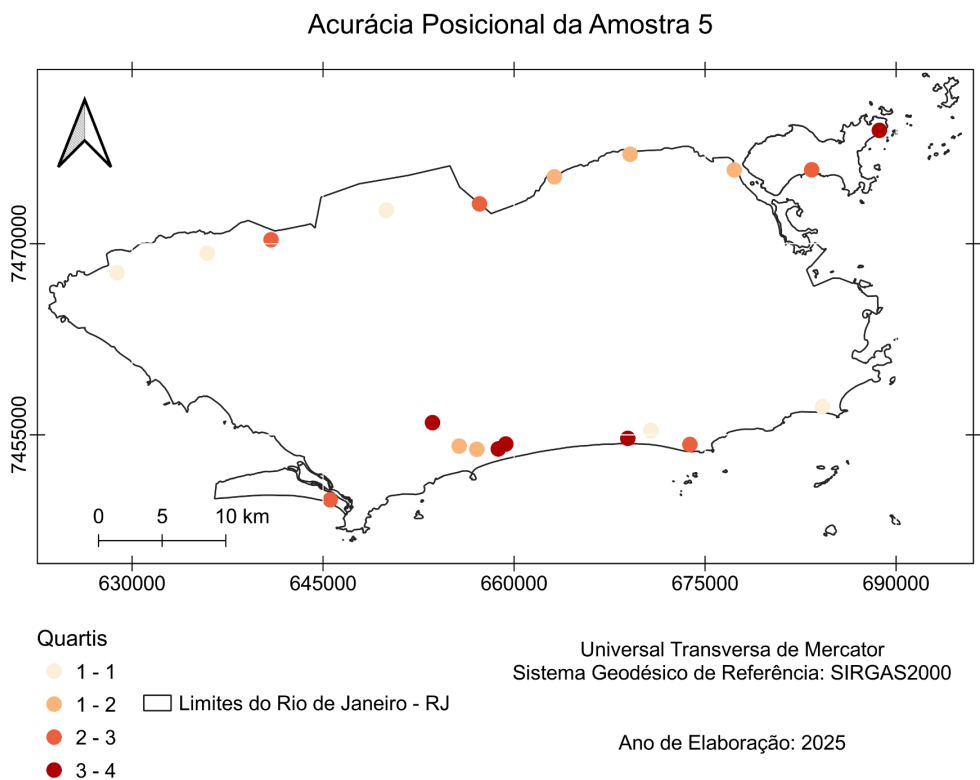 Acurácia Posicional da Amostra 5
7470000
7455000
0 5 10 km
630000 645000 660000 675000 690000
Quartis
1 - 1
1 - 2
2 - 3
3 - 4
Limites do Rio de Janeiro - RJ
Universal Transversa de Mercator
Sistema Geodésico de Referência: SIRGAS2000
Ano de Elaboração: 2025